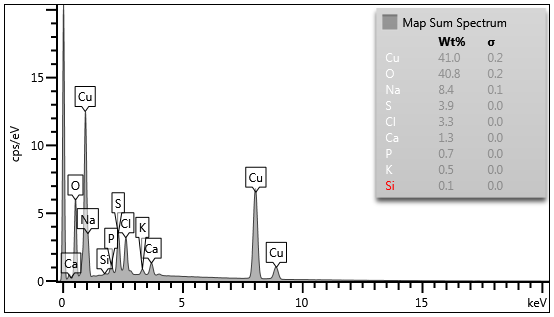 Map Sum Spectrum
Wt% σ
Cu 41.0 0.2
O 40.8 0.2
Na 8.4 0.1
S 3.9 0.0
Cl 3.3 0.0
Ca 1.3 0.0
P 0.7 0.0
K 0.5 0.0
Si 0.1 0.0
15
cps/eV
10
5
0
Cu
O
Na
Ca
Si
P
S
Cl
K
Ca
Cu
Cu
0 5 10 15 keV